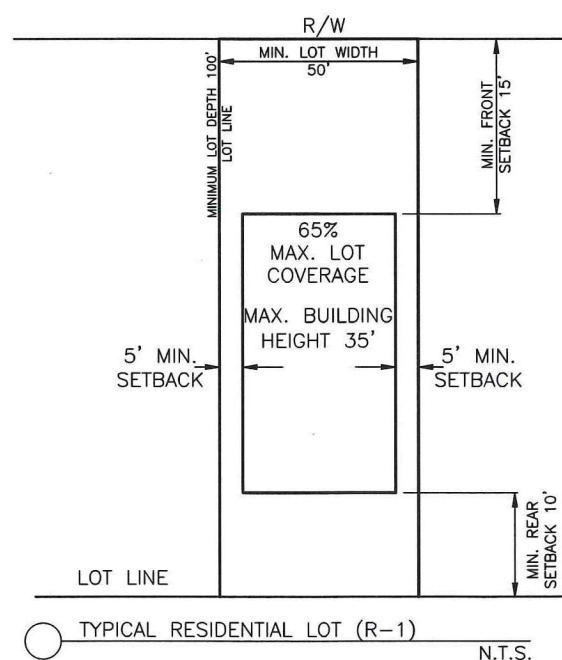 R/W
MIN. LOT WIDTH
50'
MINIMUM LOT DEPTH 100'
LOT LINE
MIN. FRONT
SETBACK 15'
65%
MAX. LOT
COVERAGE
MAX. BUILDING
HEIGHT 35'
5' MIN.
SETBACK
5' MIN.
SETBACK
MIN. REAR
SETBACK 10'
LOT LINE
TYPICAL RESIDENTIAL LOT (R-1)
N.T.S.